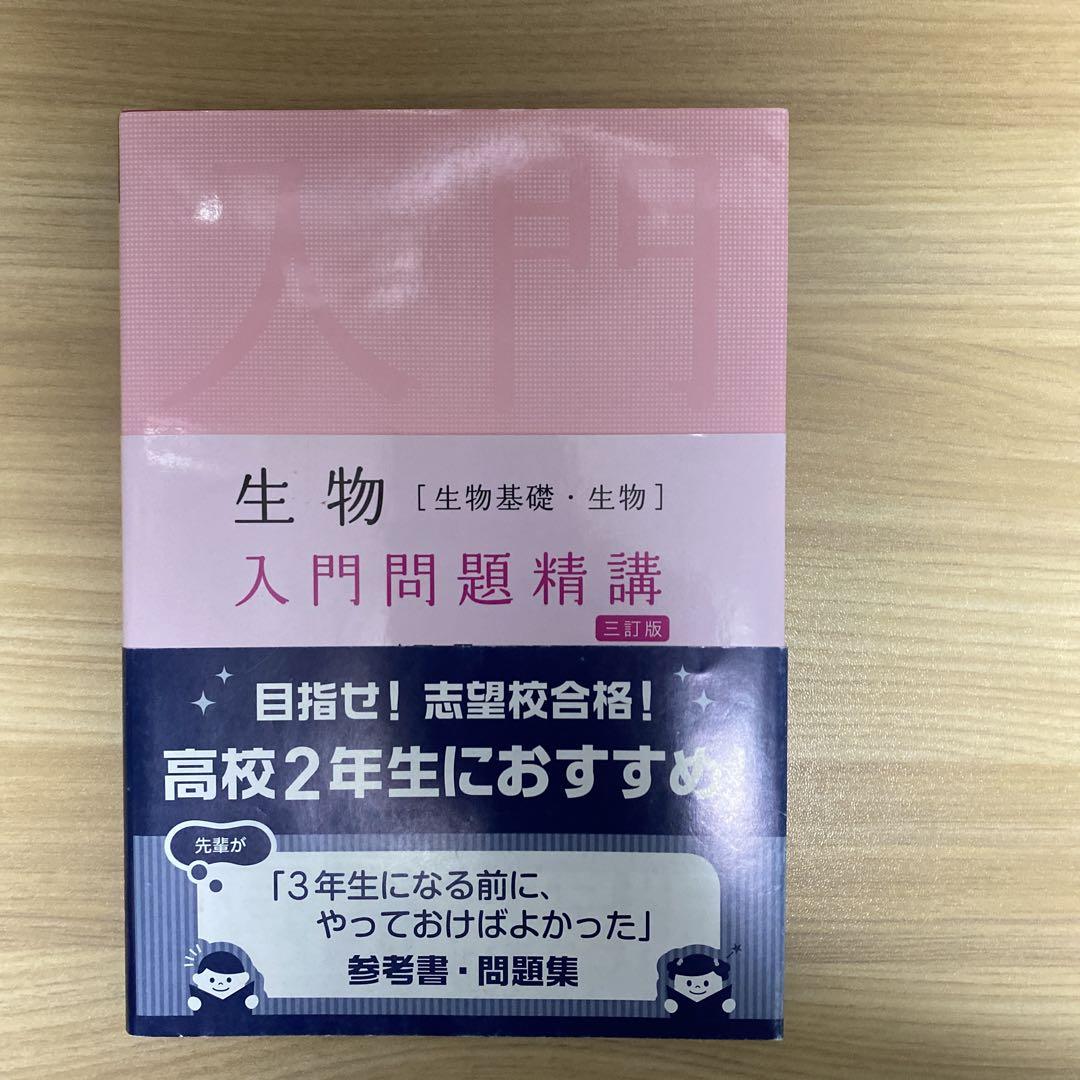 入門
生物 [生物基礎・生物]
入門問題精講
三訂版
目指せ! 志望校合格!
高校2年生におすすめ
先輩が
「3年生になる前に、
やっておけばよかった」
参考書・問題集